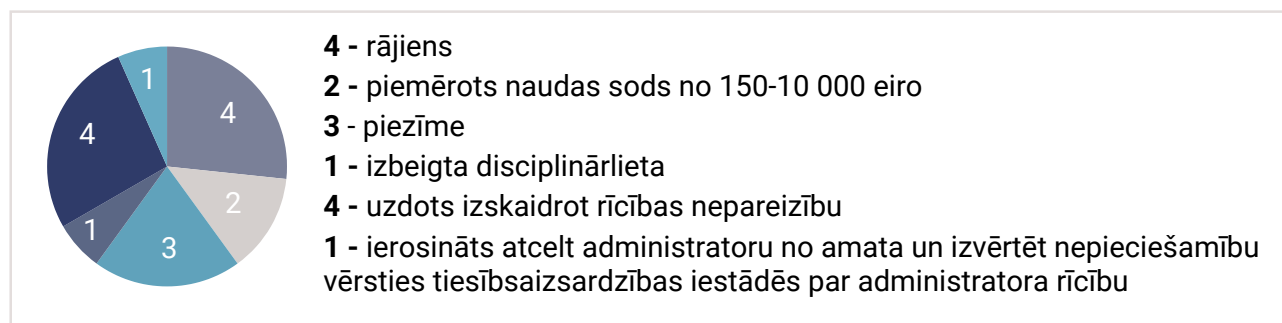 4 - rājiens
2 - piemērots naudas sods no 150-10 000 eiro
3 - piezīme
1 - izbeigta disciplinārlieta
4 - uzdots izskaidrot rīcības nepareizību
1 - ierosināts atcelt administratoru no amata un izvērtēt nepieciešamību
vērsties tiesībsaizsardzības iestādēs par administratora rīcību
1
4
4
2
1
3